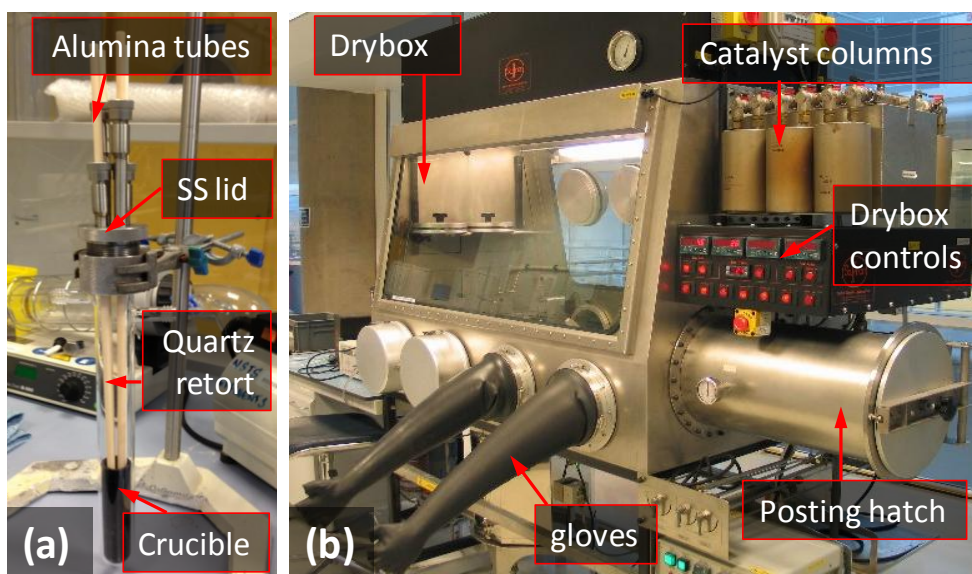 Alumina tubes
SS lid
Quartz
retort
Crucible
(a)
Drybox
Catalyst columns
Drybox
controls
Posting hatch
gloves
(b)